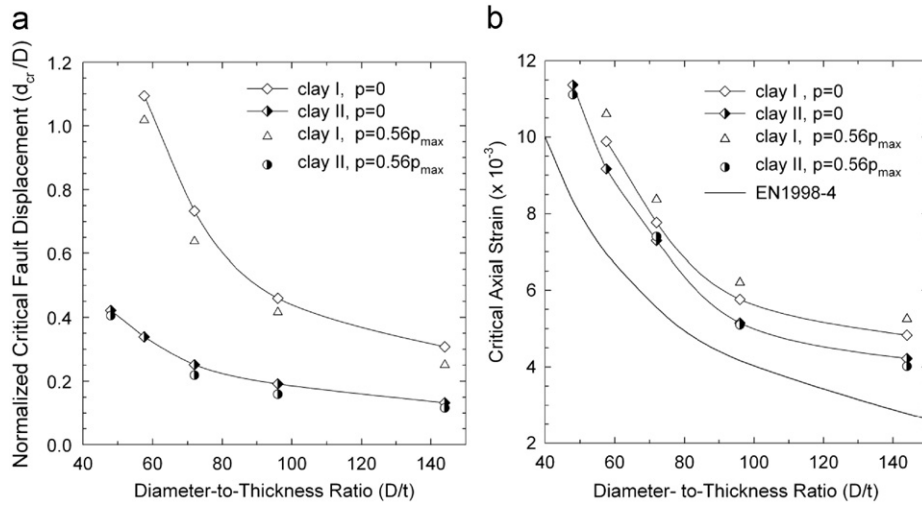 a
Normalized Critical Fault Displacement (dcr/D)
1.2
1.0
0.8
0.6
0.4
0.2
0.0
clay I, p=0
clay II, p=0
clay I, p=0.56pmax
clay II, p=0.56pmax
40 60 80 100 120 140
Diameter-to-Thickness Ratio (D/t)
b
Critical Axial Strain (x 10-3)
12
10
8
6
4
2
clay I , p=0
clay II, p=0
clay I, p=0.56pmax
clay II, p=0.56pmax
EN1998-4
40 60 80 100 120 140
Diameter- to-Thickness Ratio (D/t)